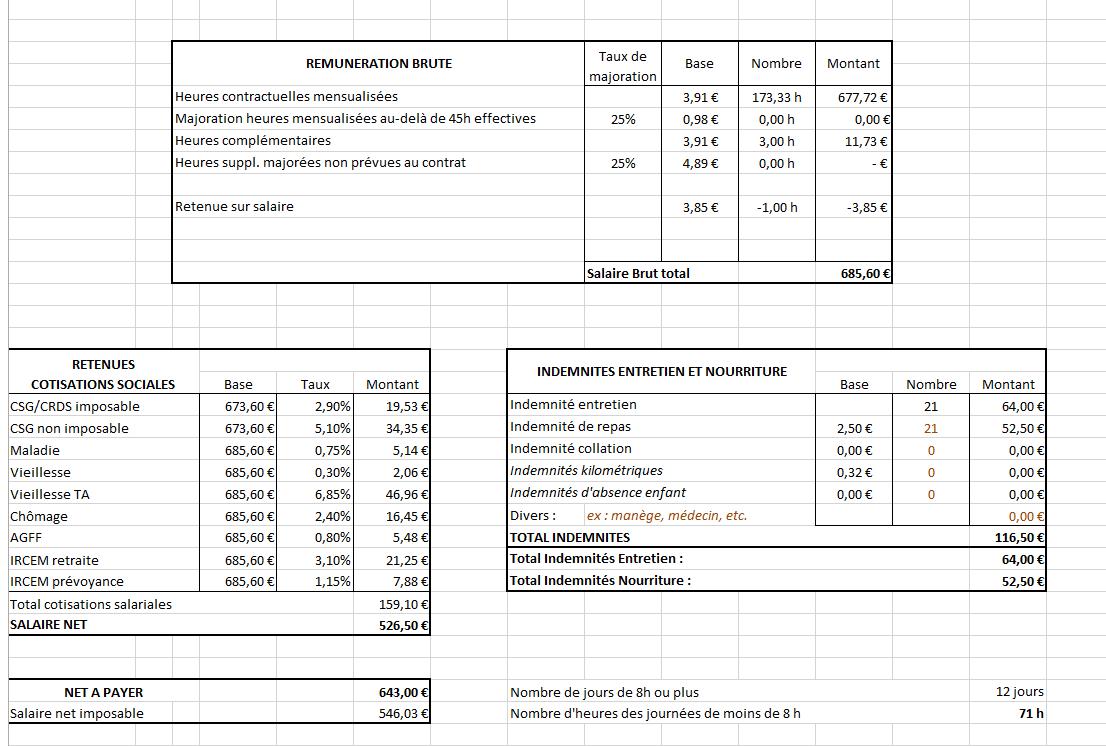 REMUNERATION BRUTE Taux de majoration Base Nombre Montant
Heures contractuelles mensualisées 3,91 € 173,33 h 677,72 €
Majoration heures mensualisées au-delà de 45h effectives 25% 0,98 € 0,00 h 0,00 €
Heures complémentaires 3,91 € 3,00 h 11,73 €
Heures suppl. majorées non prévues au contrat 25% 4,89 € 0,00 h - €
Retenue sur salaire 3,85 € -1,00 h -3,85 €
Salaire Brut total 685,60 €
RETENUES
COTISATIONS SOCIALES Base Taux Montant
CSG/CRDS imposable 673,60 € 2,90% 19,53 €
CSG non imposable 673,60 € 5,10% 34,35 €
Maladie 685,60 € 0,75% 5,14 €
Vieillesse 685,60 € 0,30% 2,06 €
Vieillesse TA 685,60 € 6,85% 46,96 €
Chômage 685,60 € 2,40% 16,45 €
AGFF 685,60 € 0,80% 5,48 €
IRCEM retraite 685,60 € 3,10% 21,25 €
IRCEM prévoyance 685,60 € 1,15% 7,88 €
Total cotisations salariales 159,10 €
SALAIRE NET 526,50 €
INDEMNITES ENTRETIEN ET NOURRITURE Base Nombre Montant
Indemnité entretien 21 64,00 €
Indemnité de repas 2,50 € 21 52,50 €
Indemnité collation 0,00 € 0 0,00 €
Indemnités kilométriques 0,32 € 0 0,00 €
Indemnités d'absence enfant 0,00 € 0 0,00 €
Divers : ex : manège, médecin, etc. 0,00 €
TOTAL INDEMNITES 116,50 €
Total Indemnités Entretien : 64,00 €
Total Indemnités Nourriture : 52,50 €
NET A PAYER 643,00 €
Salaire net imposable 546,03 €
Nombre de jours de 8h ou plus 12 jours
Nombre d'heures des journées de moins de 8 h 71 h